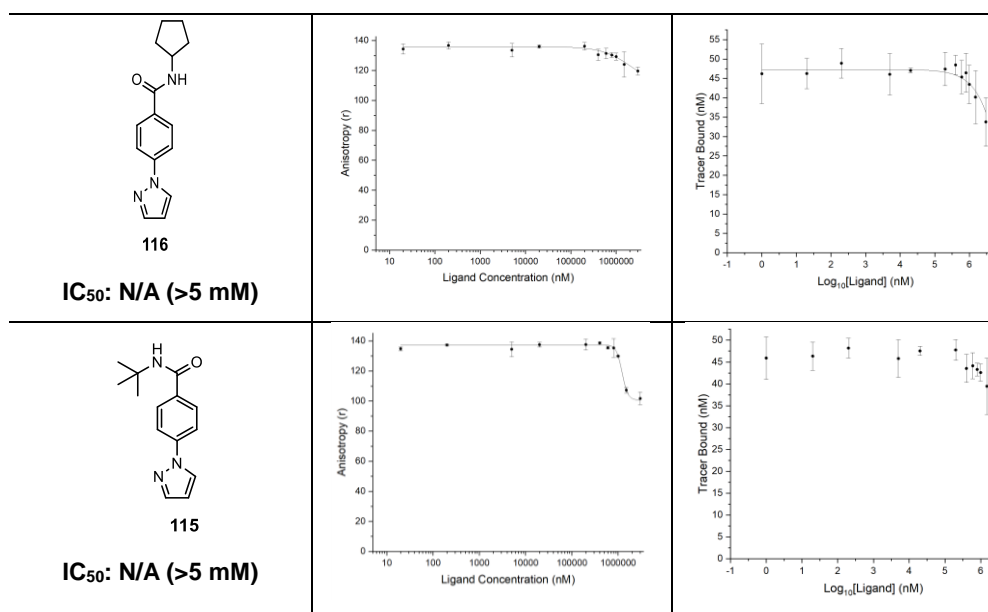 O
NH
N
N
116
IC₅₀: N/A (>5 mM)
Anisotropy (r)
140
120
100
80
60
40
20
0
10 100 1000 10000 100000 1000000
Ligand Concentration (nM)
Tracer Bound (nM)
55
50
45
40
35
30
25
20
15
10
5
0
-1 0 1 2 3 4 5 6
Log₁₀[Ligand] (nM)
NH
O
N
N
115
IC₅₀: N/A (>5 mM)
Anisotropy (r)
140
120
100
80
60
40
20
0
10 100 1000 10000 100000 1000000
Ligand Concentration (nM)
Tracer Bound (nM)
50
45
40
35
30
25
20
15
10
5
0
-1 0 1 2 3 4 5 6
Log₁₀[Ligand] (nM)